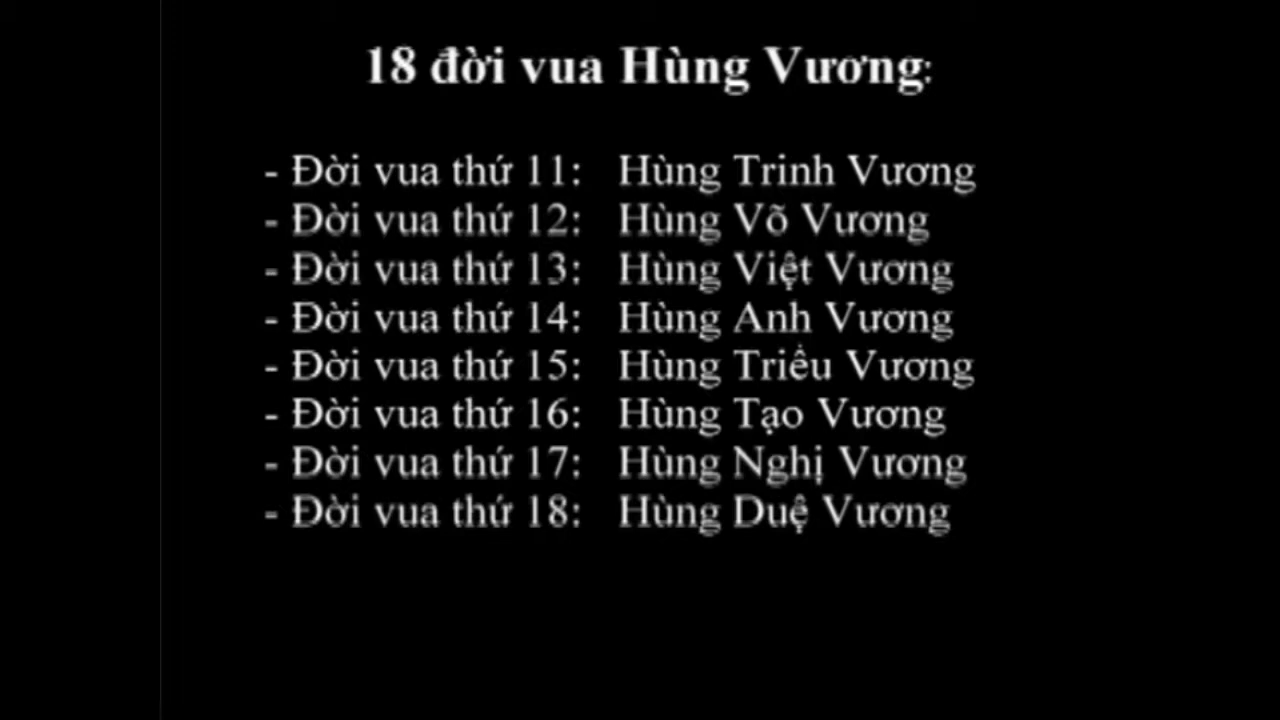 18 đời vua Hùng Vương:
- Đời vua thứ 11: Hùng Trinh Vương
- Đời vua thứ 12: Hùng Võ Vương
- Đời vua thứ 13: Hùng Việt Vương
- Đời vua thứ 14: Hùng Anh Vương
- Đời vua thứ 15: Hùng Triều Vương
- Đời vua thứ 16: Hùng Tạo Vương
- Đời vua thứ 17: Hùng Nghị Vương
- Đời vua thứ 18: Hùng Duệ Vương